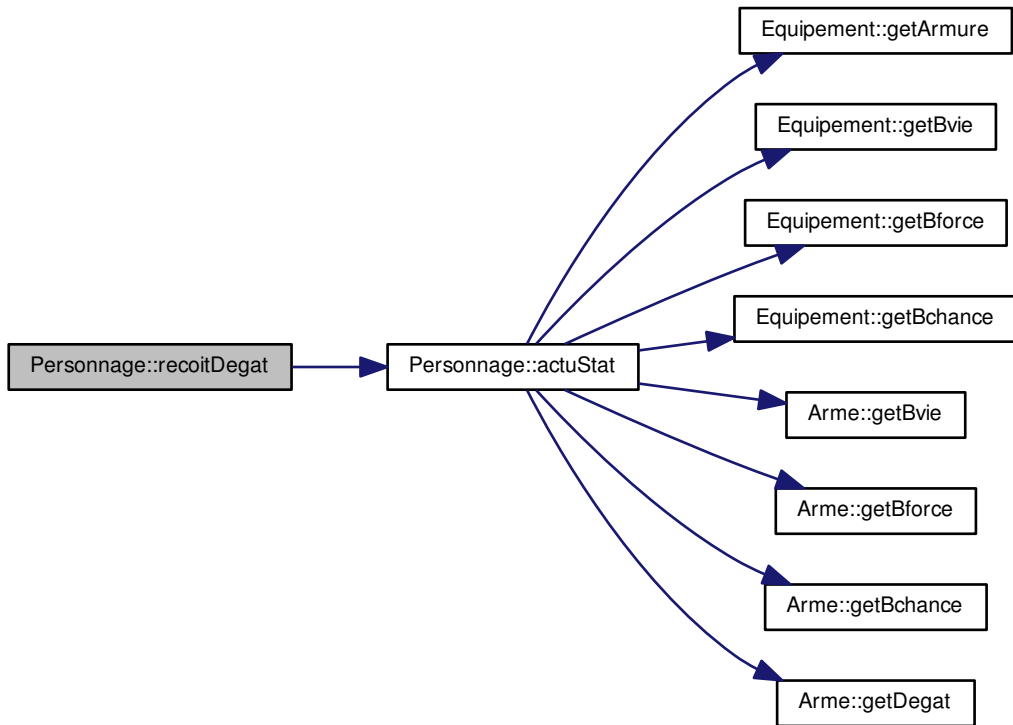 Equipement::getArmure
Equipement::getBvie
Equipement::getBforce
Equipement::getBchance
Personnage::recoitDegat
Personnage::actuStat
Arme::getBvie
Arme::getBforce
Arme::getBchance
Arme::getDegat